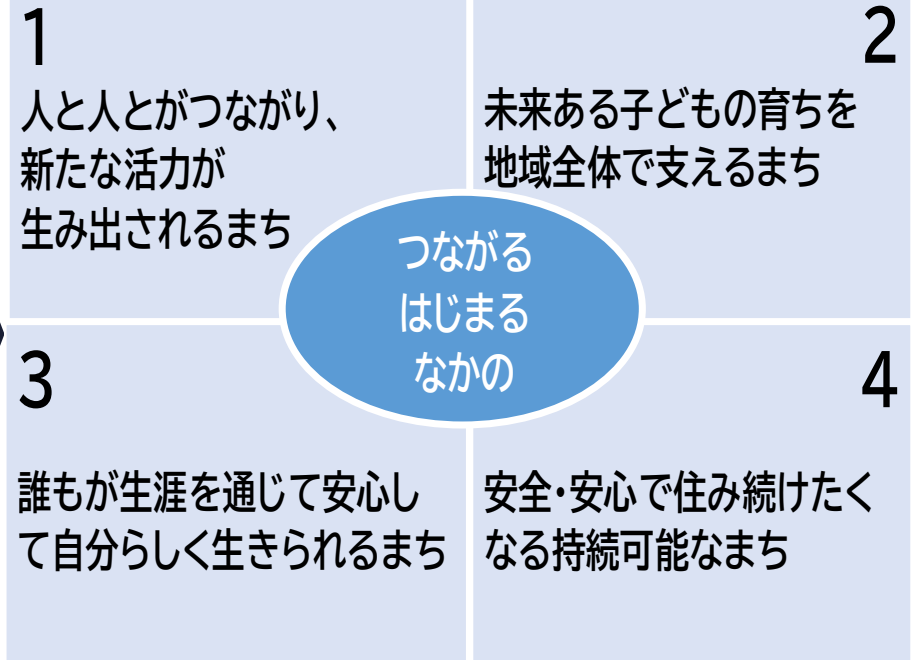 1
人と人とがつながり、
新たな活力が
生み出されるまち
2
未来ある子どもの育ちを
地域全体で支えるまち
つながる
はじまる
なかの
3
誰もが生涯を通じて安心し
て自分らしく生きられるまち
4
安全・安心で住み続けたく
なる持続可能なまち